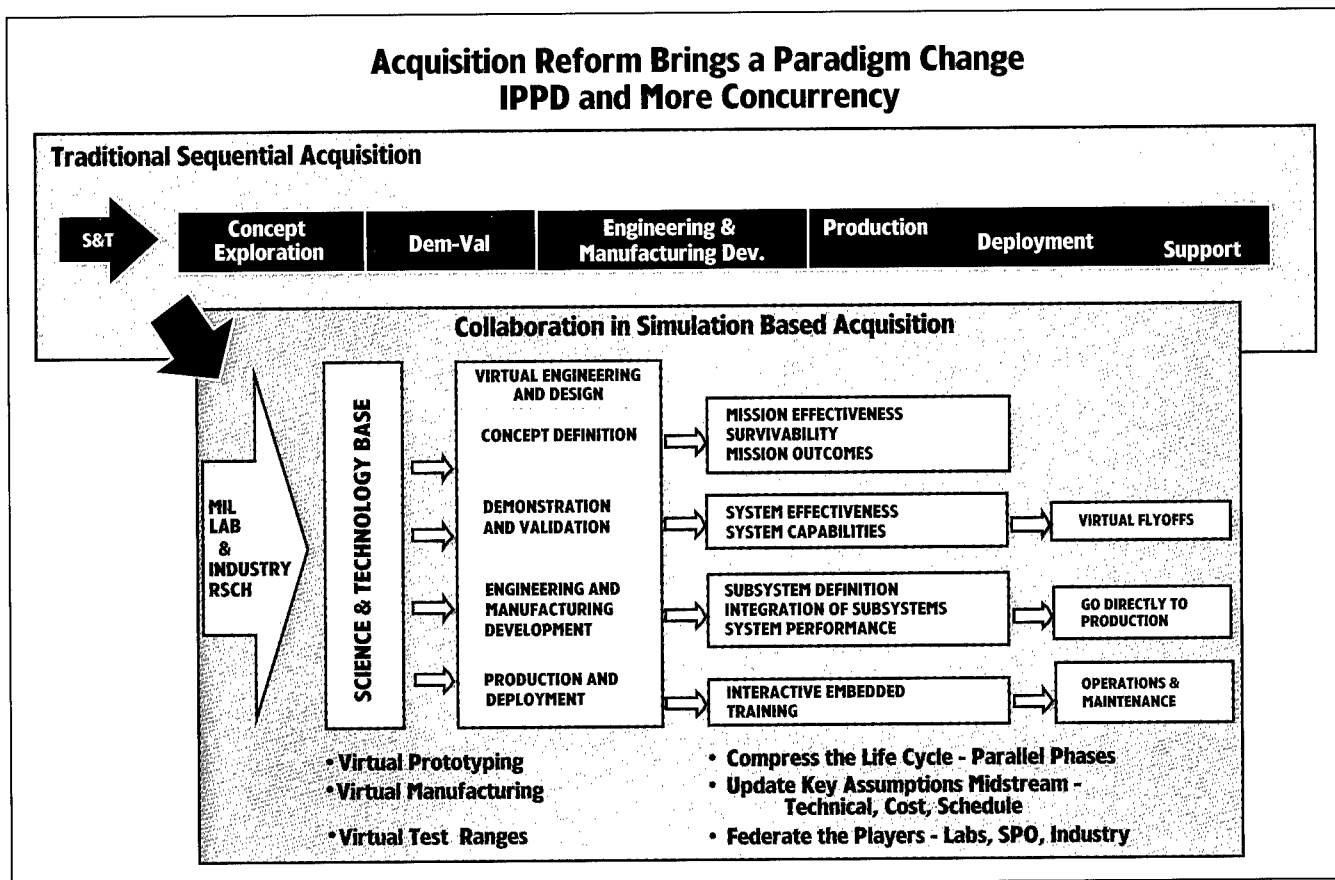 Acquisition Reform Brings a Paradigm Change
IPPD and More Concurrency
Traditional Sequential Acquisition
S&T
Concept
Exploration
Dem-Val
Engineering &
Manufacturing Dev.
Production
Deployment
Support
Collaboration in Simulation Based Acquisition
MIL
LAB
&
INDUSTRY
RSCH
SCIENCE & TECHNOLOGY BASE
VIRTUAL ENGINEERING
AND DESIGN
CONCEPT DEFINITION
DEMONSTRATION
AND VALIDATION
ENGINEERING AND
MANUFACTURING
DEVELOPMENT
PRODUCTION AND
DEPLOYMENT
MISSION EFFECTIVENESS
SURVIVABILITY
MISSION OUTCOMES
SYSTEM EFFECTIVENESS
SYSTEM CAPABILITIES
VIRTUAL FLYOFFS
SUBSYSTEM DEFINITION
INTEGRATION OF SUBSYSTEMS
SYSTEM PERFORMANCE
GO DIRECTLY TO
PRODUCTION
INTERACTIVE EMBEDDED
TRAINING
OPERATIONS &
MAINTENANCE
• Virtual Prototyping
• Virtual Manufacturing
• Virtual Test Ranges
• Compress the Life Cycle - Parallel Phases
• Update Key Assumptions Midstream -
Technical, Cost, Schedule
• Federate the Players - Labs, SPO, Industry